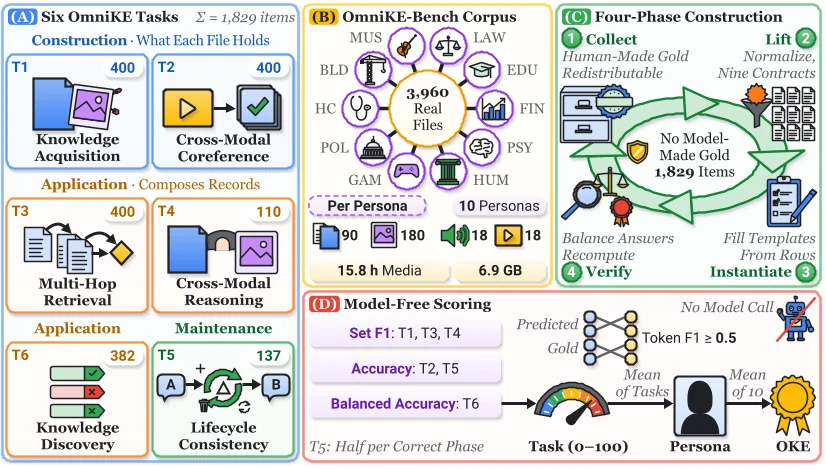 (A) Six OmniKE Tasks Σ = 1,829 items
Construction · What Each File Holds
T1 400
Knowledge
Acquisition
T2 400
Cross-Modal
Coreference
Application · Composes Records
T3 400
Multi-Hop
Retrieval
T4 110
Cross-Modal
Reasoning
Application
T6 382
Knowledge
Discovery
Maintenance
T5 137
A
B
Lifecycle
Consistency
(B) OmniKE-Bench Corpus
MUS LAW
BLD EDU
HC FIN
POL PSY
GAM HUM
3,960
Real
Files
Per Persona 10 Personas
90 180 18 18
15.8 h Media 6.9 GB
(C) Four-Phase Construction
1 Collect
Human-Made Gold
Redistributable
Lift 2
Normalize,
Nine Contracts
No Model-
Made Gold
1,829 Items
Balance Answers
Recompute
4 Verify
Fill Templates
From Rows
Instantiate 3
(D) Model-Free Scoring
Set F1: T1, T3, T4
Accuracy: T2, T5
Balanced Accuracy: T6
T5: Half per Correct Phase
Predicted
Gold
Token F1 ≥ 0.5
No Model Call
Mean
of Tasks
Mean
of 10
Task (0–100)
Persona
OKE